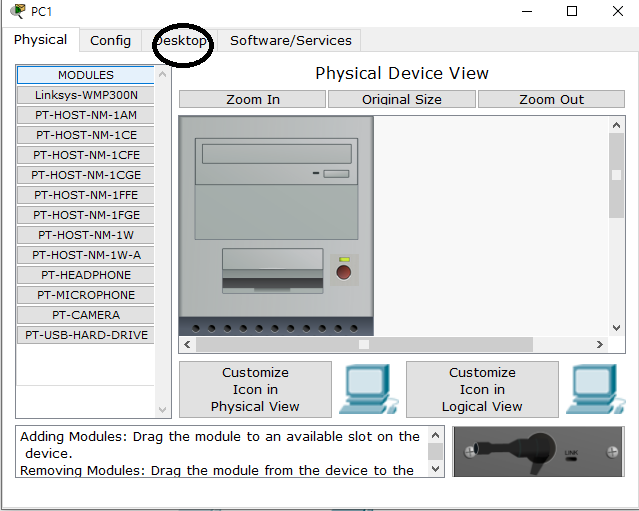 PC1
Physical
Config
Desktop
Software/Services
MODULES
Linksys-WMP300N
PT-HOST-NM-1AM
PT-HOST-NM-1CE
PT-HOST-NM-1CFE
PT-HOST-NM-1CGE
PT-HOST-NM-1FFE
PT-HOST-NM-1FGE
PT-HOST-NM-1W
PT-HOST-NM-1W-A
PT-HEADPHONE
PT-MICROPHONE
PT-CAMERA
PT-USB-HARD-DRIVE
Physical Device View
Zoom In
Original Size
Zoom Out
Customize
Icon in
Physical View
Customize
Icon in
Logical View
Adding Modules: Drag the module to an available slot on the
device.
Removing Modules: Drag the module from the device to the
LINK